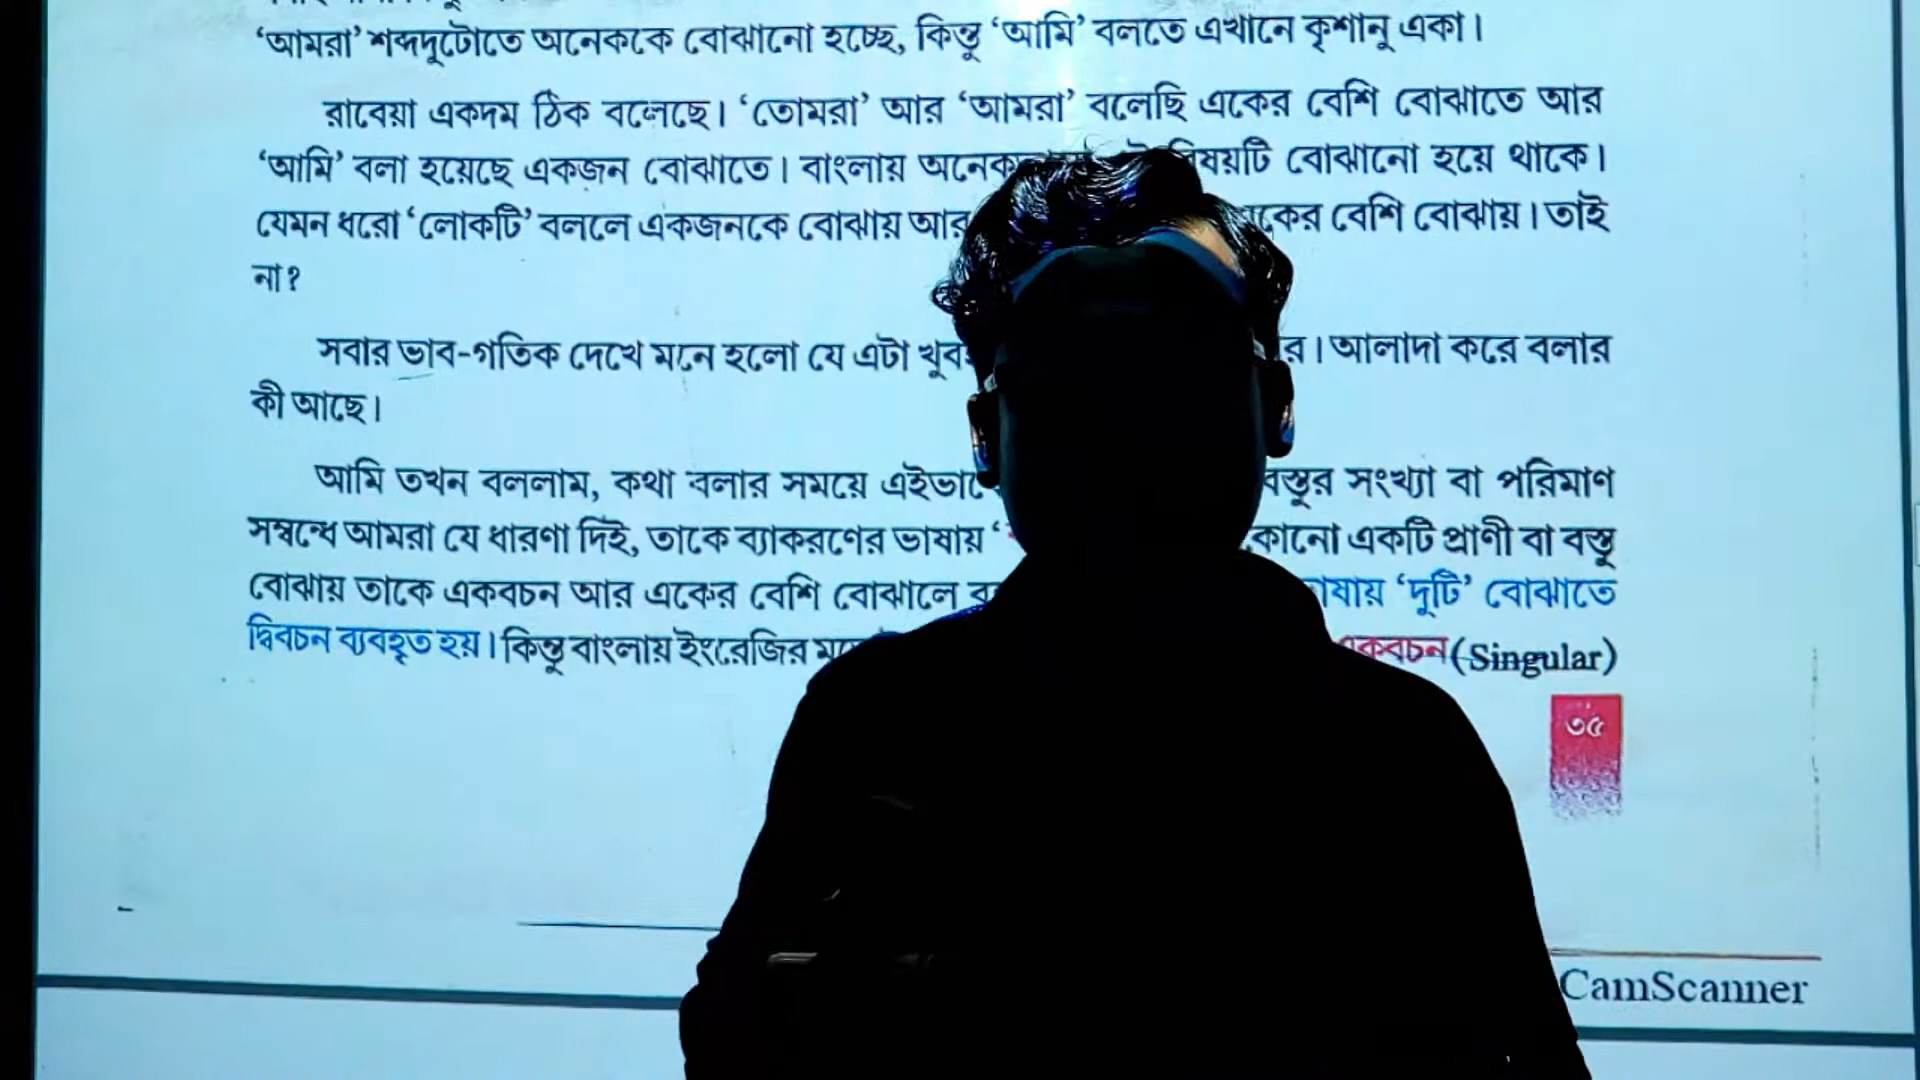 ‘আমরা’ শব্দদুটোতে অনেককে বোঝানো হচ্ছে, কিন্তু ‘আমি’ বলতে এখানে কৃশানু একা।
রাবেয়া একদম ঠিক বলেছে। ‘তোমরা’ আর ‘আমরা’ বলেছি একের বেশি বোঝাতে আর
‘আমি’ বলা হয়েছে একজন বোঝাতে। বাংলায় বিষয়টি বোঝানো হয়ে থাকে।
যেমন ধরো ‘লোকটি’ বললে একজনকে বোঝায় আর একের বেশি বোঝায়। তাই
না?
সবার ভাব-গতিক দেখে মনে হলো যে এটা । আলাদা করে বলার
কী আছে।
আমি তখন বললাম, কথা বলার সময়ে বস্তুর সংখ্যা বা পরিমাণ
সম্বন্ধে আমরা যে ধারণা দিই, তাকে ব্যাকরণের ভাষায় ‘ কোনো একটি প্রাণী বা বস্তু
বোঝায় তাকে একবচন আর একের বেশি বোঝালে ‘দুটি’ বোঝাতে
দ্বিবচন ব্যবহৃত হয়। কিন্তু বাংলায় ইংরেজির একবচন (Singular)
৩৫
CamScanner